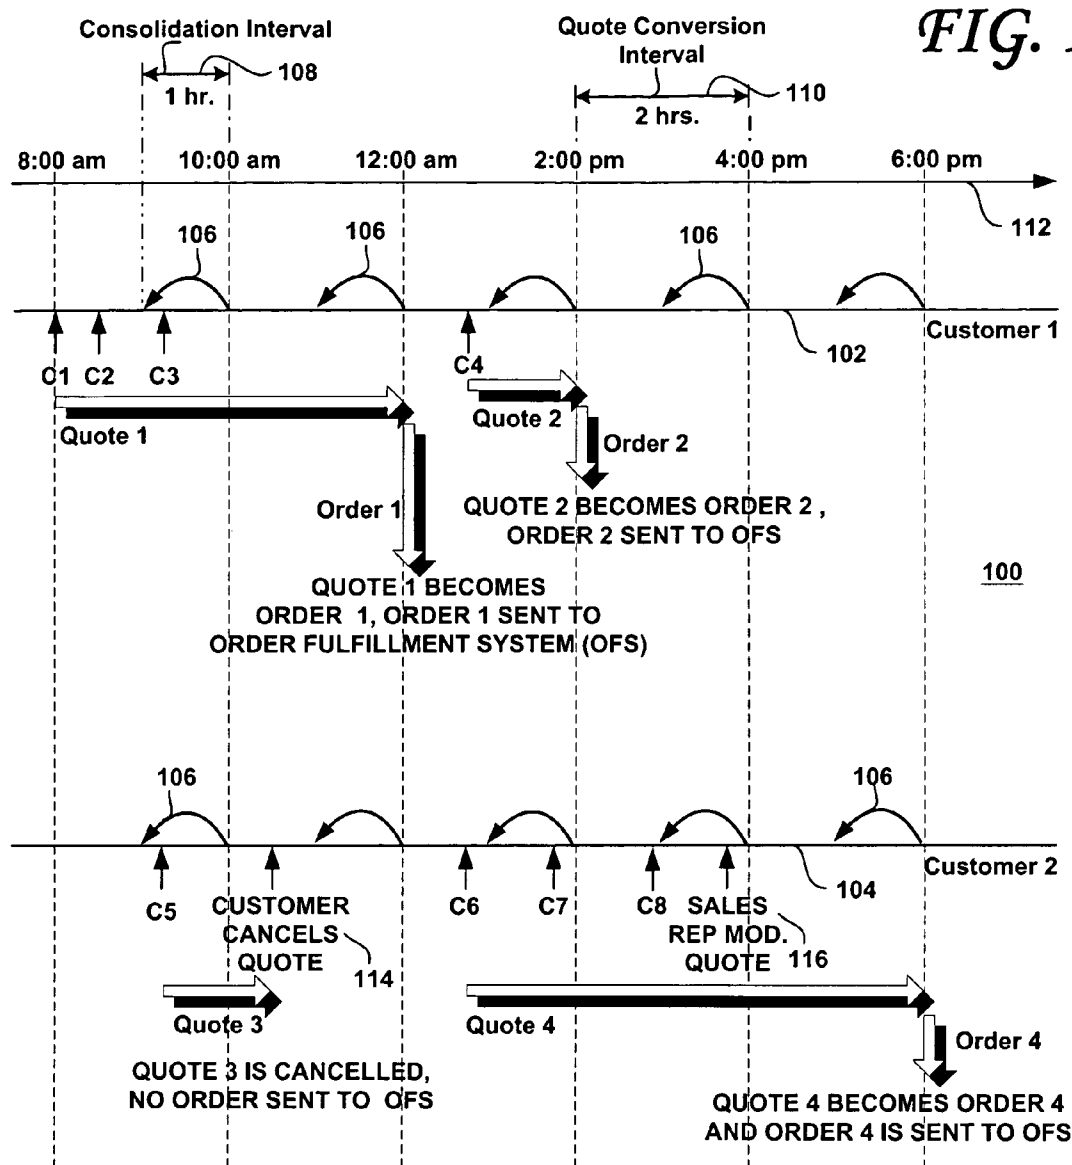 FIG.
Consolidation Interval
108
1 hr.
Quote Conversion
Interval
110
2 hrs.
8:00 am 10:00 am 12:00 am 2:00 pm 4:00 pm 6:00 pm
112
106 106 106
Customer 1
102
C1 C2 C3 C4
Quote 1
Quote 2
Order 2
Order 1
QUOTE 2 BECOMES ORDER 2 ,
ORDER 2 SENT TO OFS
100
QUOTE 1 BECOMES
ORDER 1, ORDER 1 SENT TO
ORDER FULFILLMENT SYSTEM (OFS)
106 106
Customer 2
104
C5 CUSTOMER
CANCELS
QUOTE
114
C6 C7 C8 SALES
REP MOD.
QUOTE
116
Quote 3
Quote 4
Order 4
QUOTE 3 IS CANCELLED,
NO ORDER SENT TO OFS
QUOTE 4 BECOMES ORDER 4
AND ORDER 4 IS SENT TO OFS